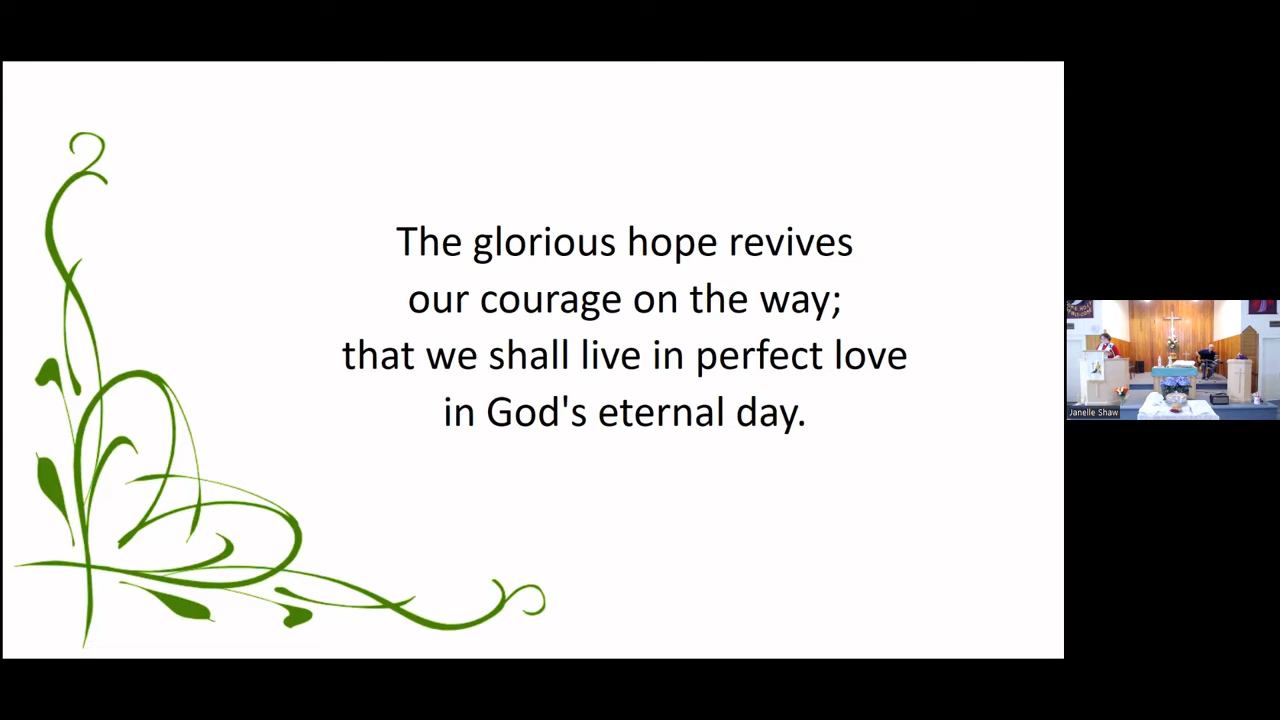 The glorious hope revives
our courage on the way;
that we shall live in perfect love
in God's eternal day.
Janelle Shaw